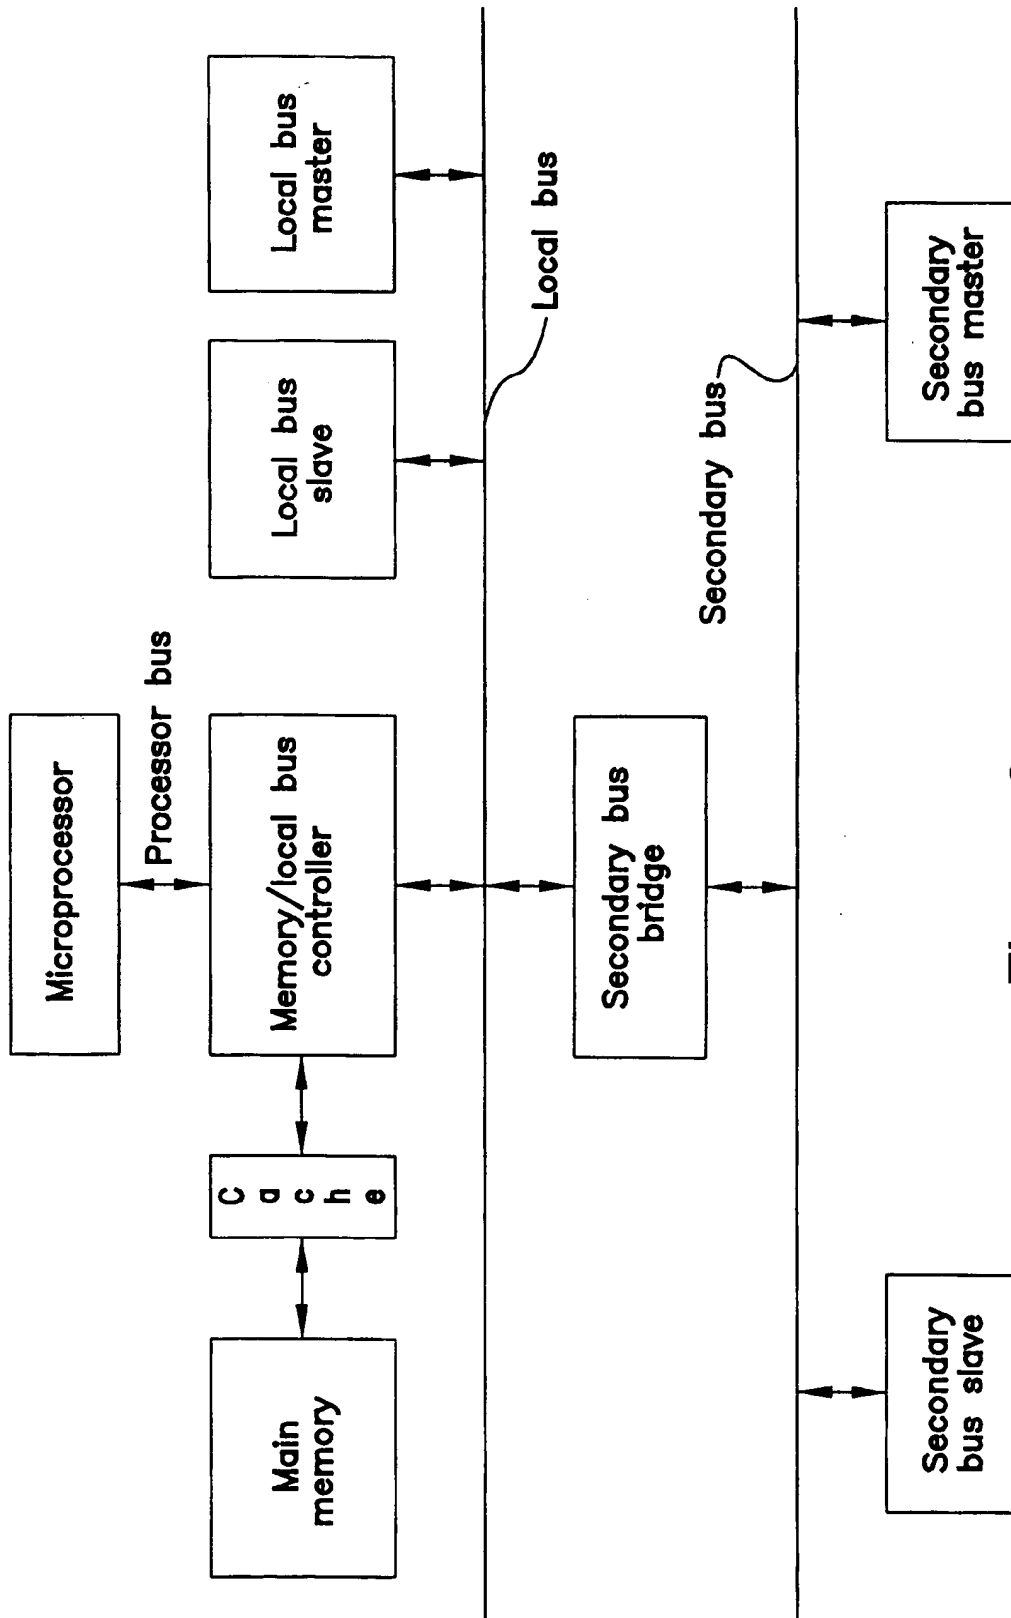 Microprocessor
Processor bus
Main
memory
C
a
c
h
e
Memory/local bus
controller
Local bus
slave
Local bus
master
Local bus
Secondary bus
bridge
Secondary bus
Secondary
bus slave
Secondary
bus master